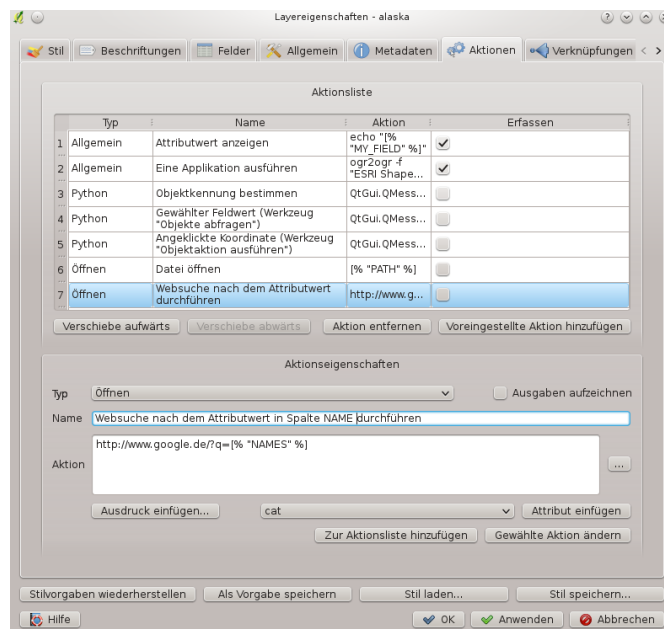 Layereigenschaften - alaska
Stil Beschriftungen Felder Allgemein Metadaten Aktionen Verknüpfungen
Aktionsliste
Typ Name Aktion Erfassen
1 Allgemein Attributwert anzeigen echo "[% "MY_FIELD" %]"
2 Allgemein Eine Applikation ausführen ogr2ogr -f "ESRI Shape...
3 Python Objektkennung bestimmen QtGui.QMess...
4 Python Gewählter Feldwert (Werkzeug "Objekte abfragen") QtGui.QMess...
5 Python Angeklickte Koordinate (Werkzeug "Objektaktion ausführen") QtGui.QMess...
6 Öffnen Datei öffnen [% "PATH" %]
7 Öffnen Websuche nach dem Attributwert durchführen http://www.g...
Verschiebe aufwärts Verschiebe abwärts Aktion entfernen Voreingestellte Aktion hinzufügen
Aktionseigenschaften
Typ Öffnen Ausgaben aufzeichnen
Name Websuche nach dem Attributwert in Spalte NAME durchführen
http://www.google.de/?q=[% "NAMES" %]
Aktion ...
Ausdruck einfügen... cat Attribut einfügen
Zur Aktionsliste hinzufügen Gewählte Aktion ändern
Stilvorgaben wiederherstellen Als Vorgabe speichern Stil laden... Stil speichern...
Hilfe OK Anwenden Abbrechen